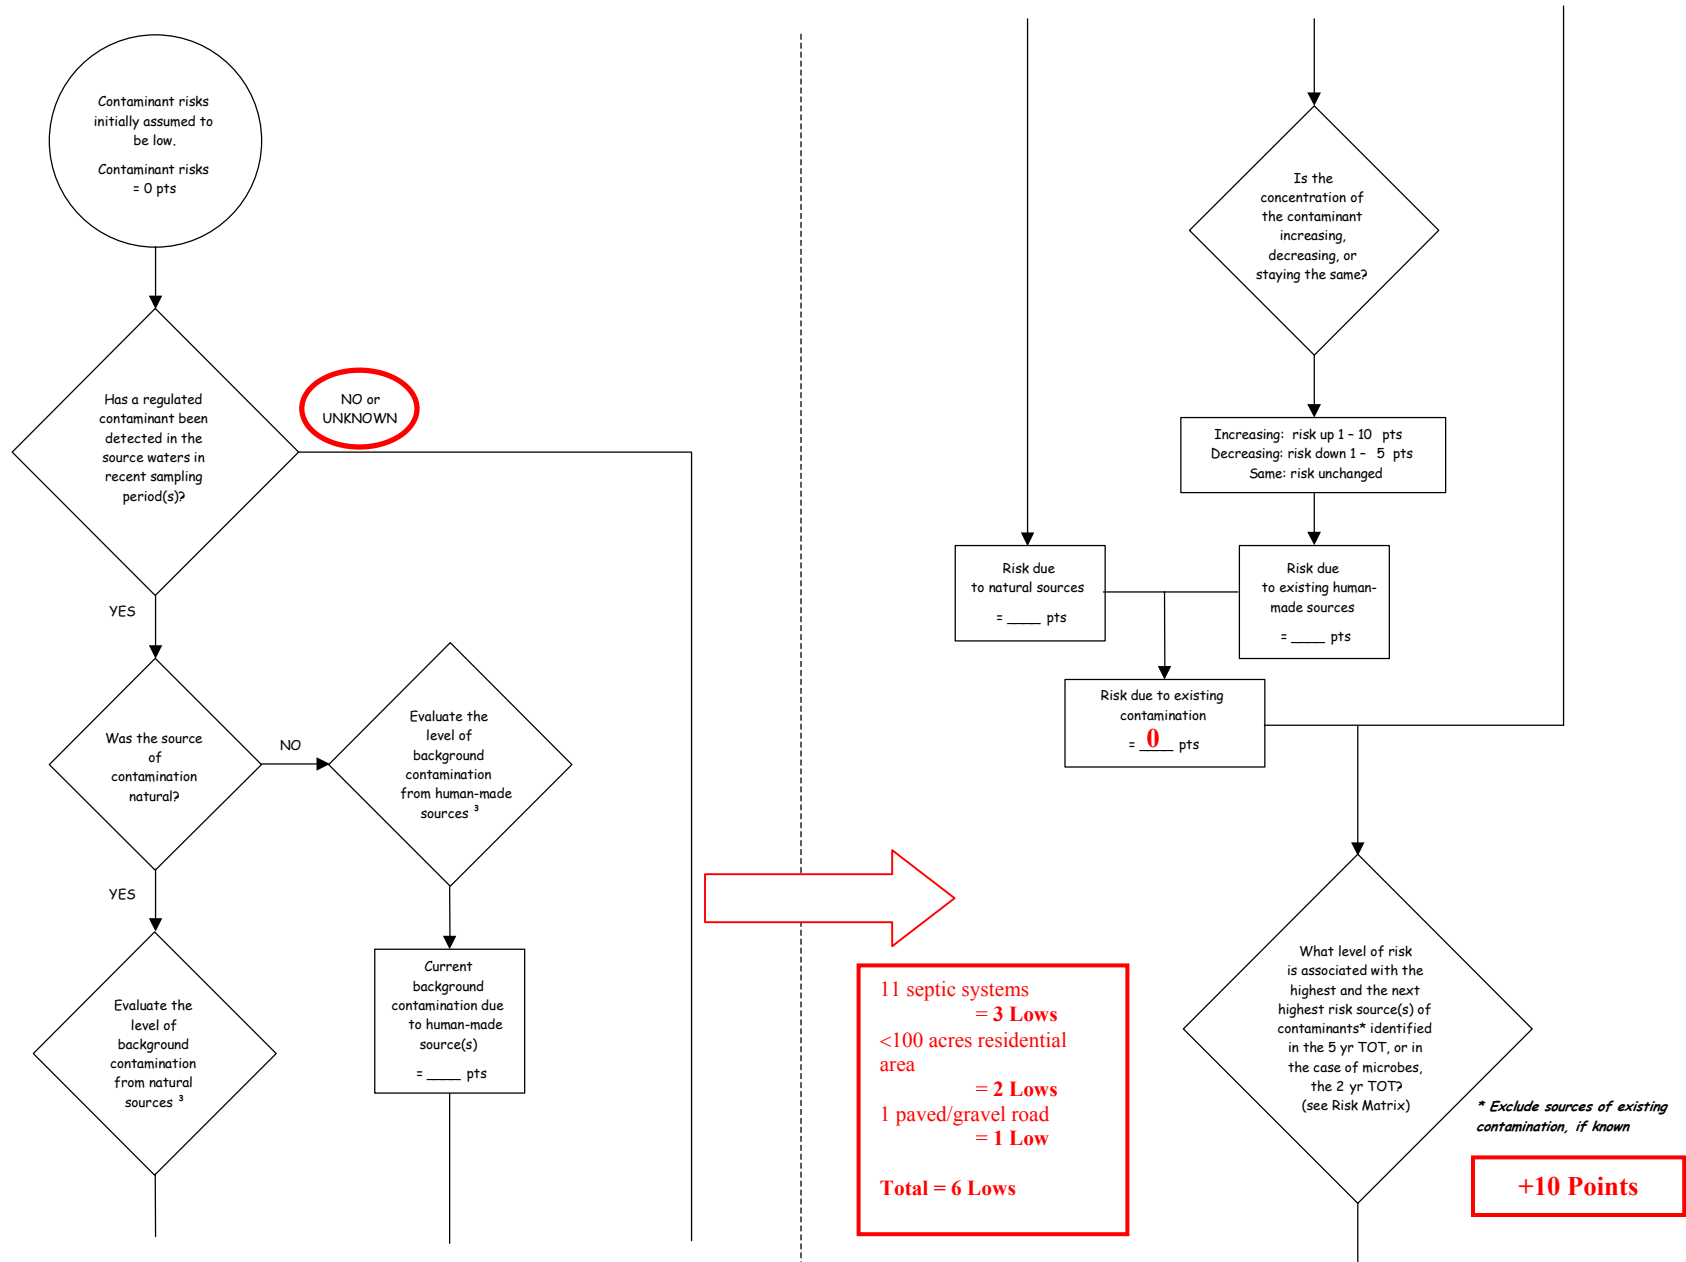 Contaminant risks
initially assumed to
be low.
Contaminant risks
= 0 pts
Has a regulated
contaminant been
detected in the
source waters in
recent sampling
period(s)?
NO or
UNKNOWN
YES
Was the source
of
contamination
natural?
NO
Evaluate the
level of
background
contamination
from human-made
sources ³
YES
Evaluate the
level of
background
contamination
from natural
sources ³
Current
background
contamination due
to human-made
source(s)
= ____ pts
Is the
concentration of
the contaminant
increasing,
decreasing, or
staying the same?
Increasing: risk up 1 – 10 pts
Decreasing: risk down 1 – 5 pts
Same: risk unchanged
Risk due
to natural sources
= ____ pts
Risk due
to existing human-
made sources
= ____ pts
Risk due to existing
contamination
= 0 pts
11 septic systems
= 3 Lows
<100 acres residential
area
= 2 Lows
1 paved/gravel road
= 1 Low
Total = 6 Lows
What level of risk
is associated with the
highest and the next
highest risk source(s) of
contaminants* identified
in the 5 yr TOT, or in
the case of microbes,
the 2 yr TOT?
(see Risk Matrix)
* Exclude sources of existing
contamination, if known
+10 Points